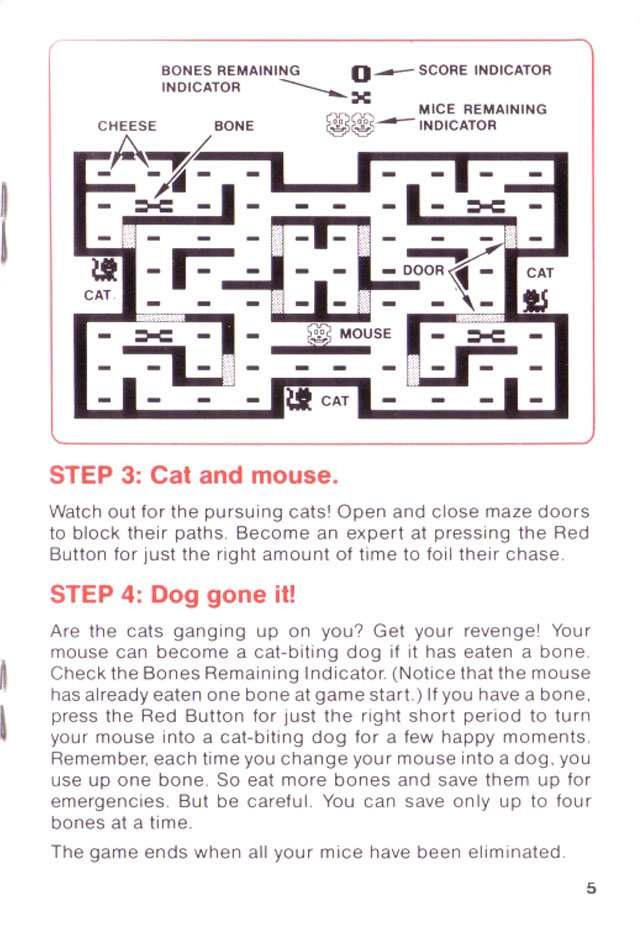 BONES REMAINING
INDICATOR
0
SCORE INDICATOR
MICE REMAINING
INDICATOR
CHEESE
BONE
DOOR
CAT
CAT.
MOUSE
CAT
STEP 3: Cat and mouse.
Watch out for the pursuing cats! Open and close maze doors
to block their paths. Become an expert at pressing the Red
Button for just the right amount of time to foil their chase.
STEP 4: Dog gone it!
Are the cats ganging up on you? Get your revenge! Your
mouse can become a cat-biting dog if it has eaten a bone.
Check the Bones Remaining Indicator. (Notice that the mouse
has already eaten one bone at game start.) If you have a bone,
press the Red Button for just the right short period to turn
your mouse into a cat-biting dog for a few happy moments.
Remember, each time you change your mouse into a dog, you
use up one bone. So eat more bones and save them up for
emergencies. But be careful. You can save only up to four
bones at a time.
The game ends when all your mice have been eliminated.
5